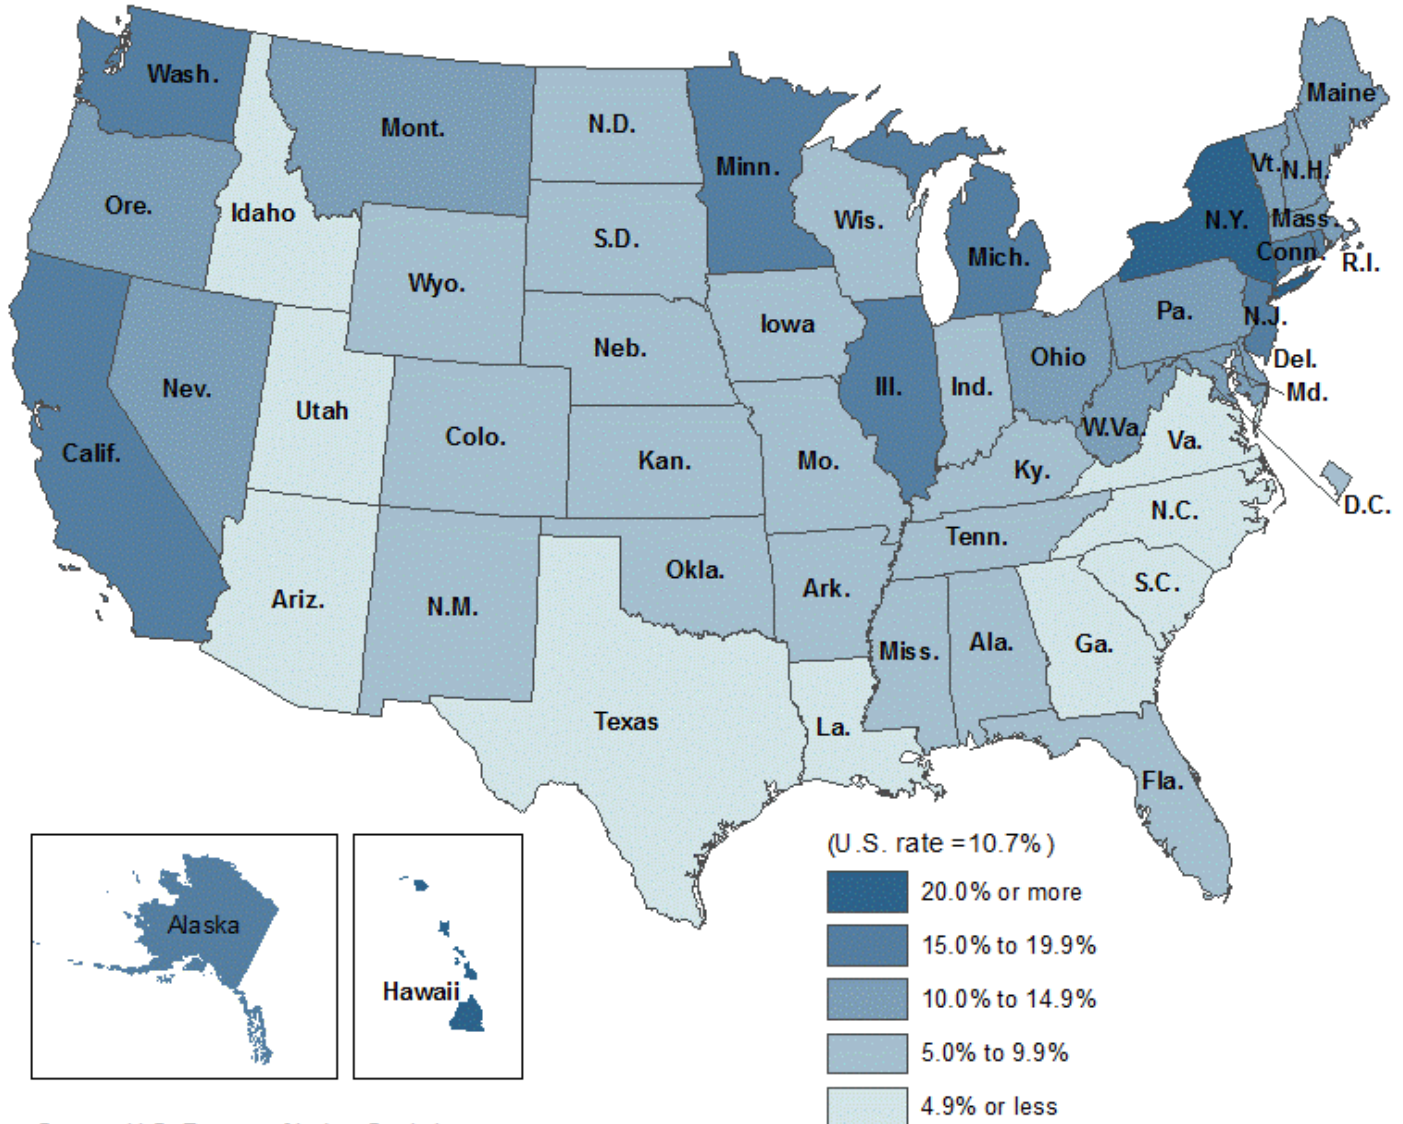 Wash.
Mont.
N.D.
Minn.
Maine
Vt.
N.H.
Ore.
Idaho
S.D.
Wis.
N.Y.
Mass.
Conn.
R.I.
Wyo.
Mich.
Iowa
Pa.
N.J.
Neb.
Ohio
Del.
Nev.
Utah
Ill.
Ind.
Md.
Calif.
Colo.
Kan.
Mo.
Ky.
W.Va.
Va.
D.C.
N.C.
Tenn.
Ariz.
N.M.
Okla.
Ark.
S.C.
Miss.
Ala.
Ga.
Texas
La.
Fla.
Alaska
Hawaii
(U.S. rate =10.7%)
20.0% or more
15.0% to 19.9%
10.0% to 14.9%
5.0% to 9.9%
4.9% or less